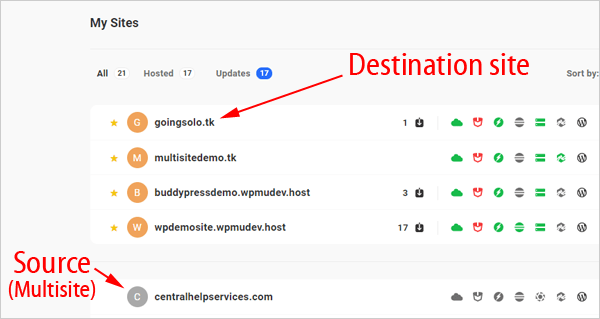 My Sites
Destination site
All 21 Hosted 17 Updates 17 Sort by:
G goingsolo.tk 1
M multisitedemo.tk
B buddypressdemo.wpmudev.host 3
W wpdemosite.wpmudev.host 17
Source
(Multisite)
C centralhelpservices.com